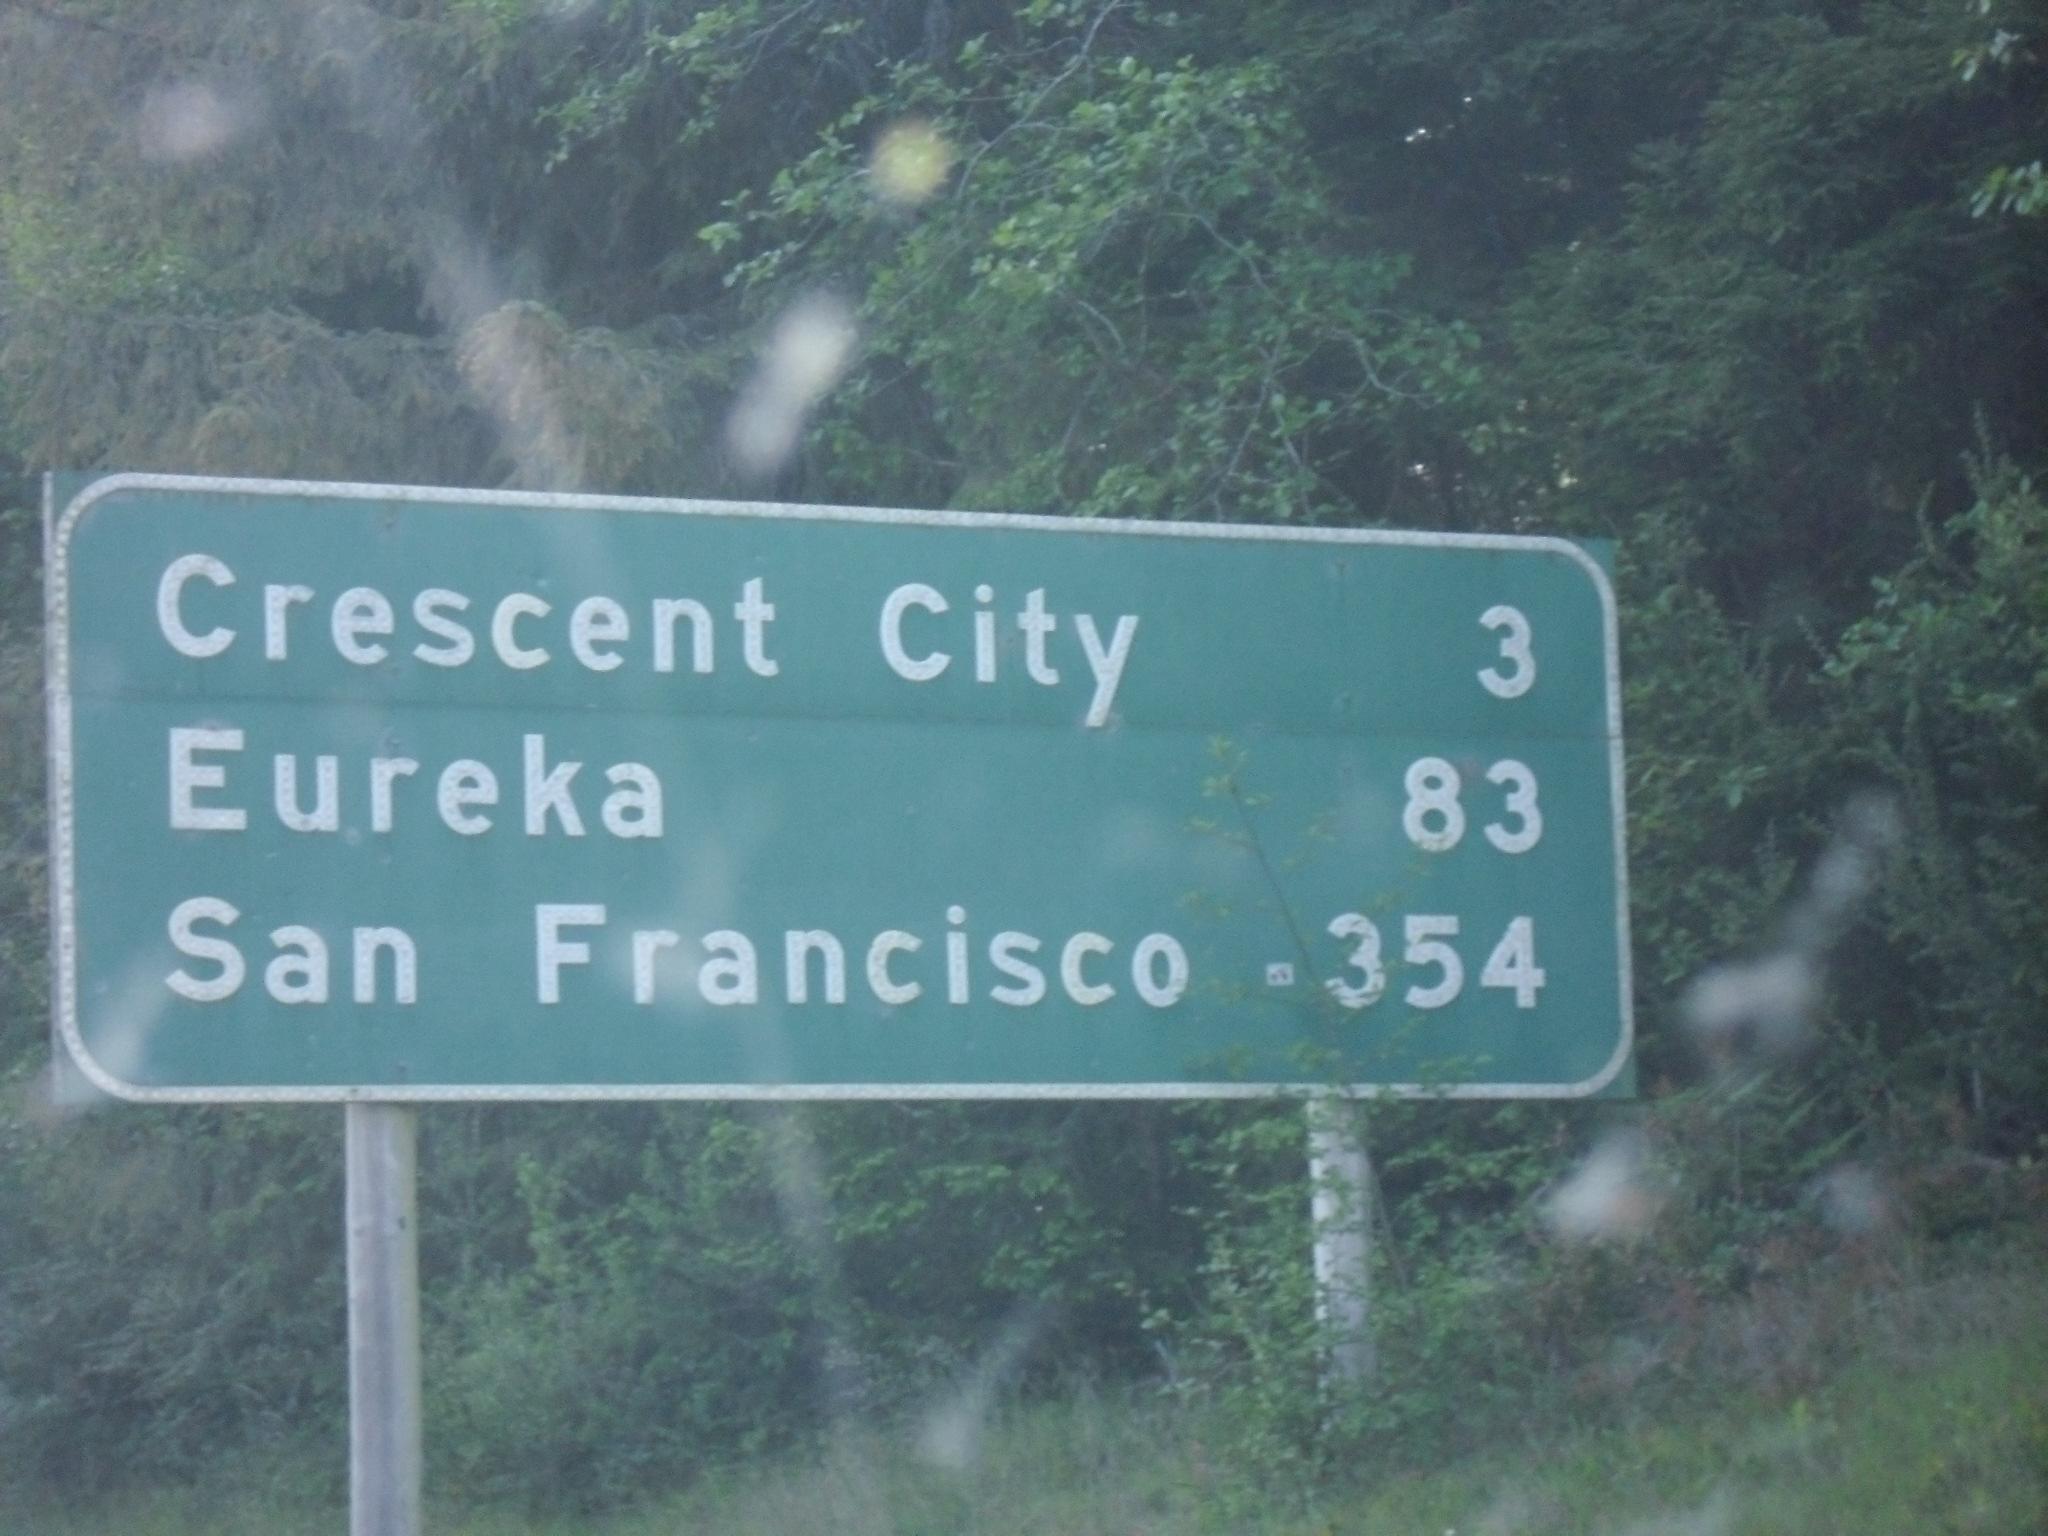 Crescent City 3
Eureka 83
San Francisco 354